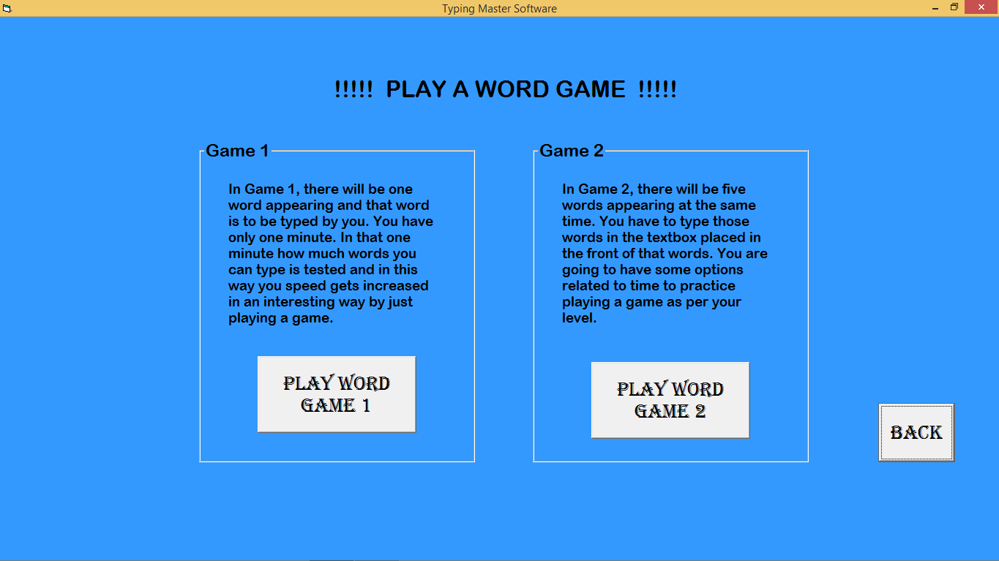 Typing Master Software
!!!!! PLAY A WORD GAME !!!!!
Game 1
In Game 1, there will be one
word appearing and that word
is to be typed by you. You have
only one minute. In that one
minute how much words you
can type is tested and in this
way you speed gets increased
in an interesting way by just
playing a game.
PLAY WORD
GAME 1
Game 2
In Game 2, there will be five
words appearing at the same
time. You have to type those
words in the textbox placed in
the front of that words. You are
going to have some options
related to time to practice
playing a game as per your
level.
PLAY WORD
GAME 2
BACK